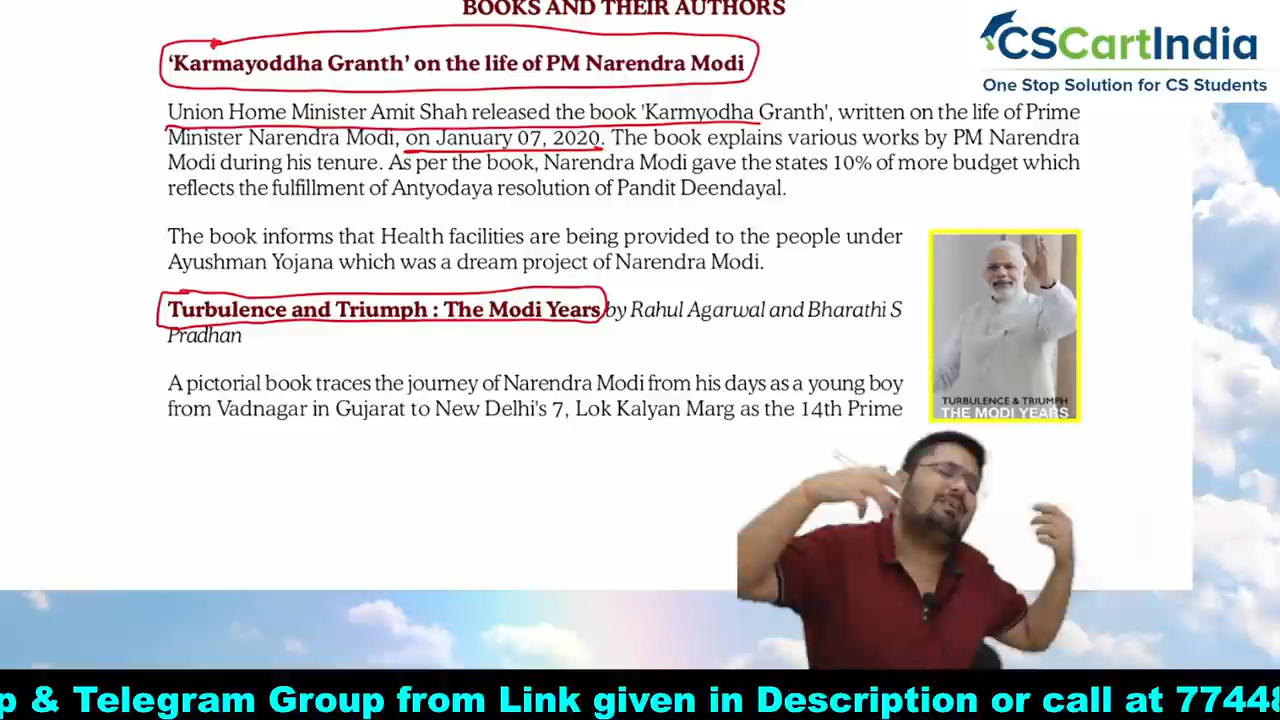 BOOKS AND THEIR AUTHORS
CSCartIndia
One Stop Solution for CS Students
‘Karmayoddha Granth’ on the life of PM Narendra Modi
Union Home Minister Amit Shah released the book 'Karmyodha Granth', written on the life of Prime
Minister Narendra Modi, on January 07, 2020. The book explains various works by PM Narendra
Modi during his tenure. As per the book, Narendra Modi gave the states 10% of more budget which
reflects the fulfillment of Antyodaya resolution of Pandit Deendayal.
The book informs that Health facilities are being provided to the people under
Ayushman Yojana which was a dream project of Narendra Modi.
Turbulence and Triumph : The Modi Years by Rahul Agarwal and Bharathi S
Pradhan
A pictorial book traces the journey of Narendra Modi from his days as a young boy
from Vadnagar in Gujarat to New Delhi's 7, Lok Kalyan Marg as the 14th Prime
TURBULENCE & TRIUMPH
THE MODI YEARS
p & Telegram Group from Link given in Description or call at 77448